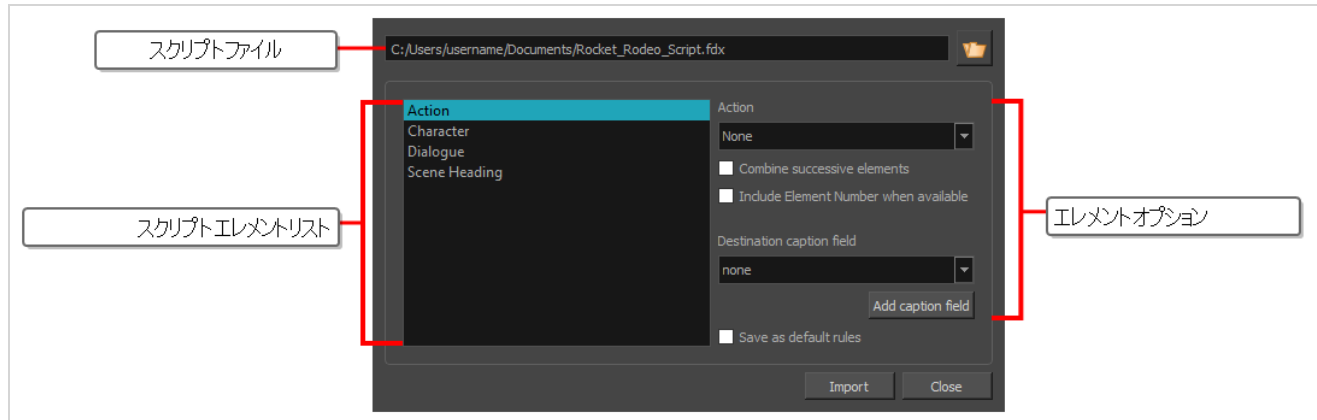 スクリプトファイル
C:/Users/username/Documents/Rocket_Rodeo_Script.fdx
Action
Character
Dialogue
Scene Heading
スクリプトエレメントリスト
Action
None
Combine successive elements
Include Element Number when available
Destination caption field
none
Add caption field
Save as default rules
エレメントオプション
Import
Close